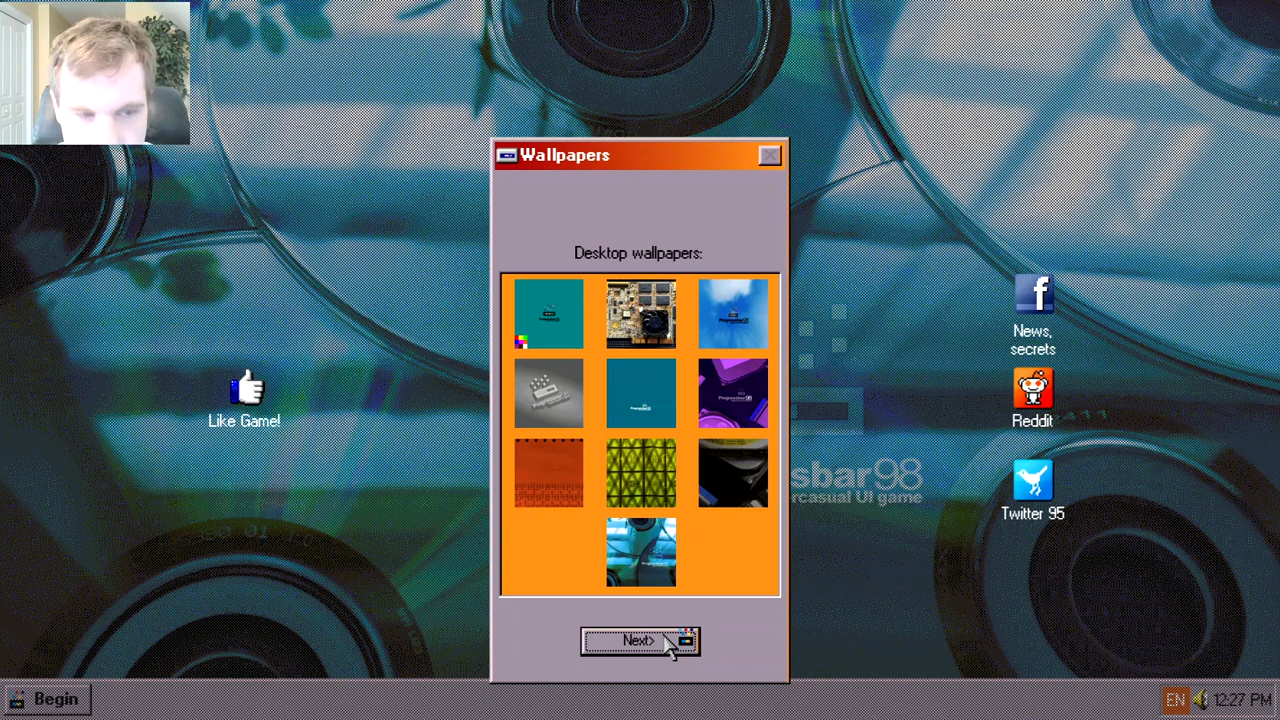 Wallpapers
Desktop wallpapers:
News,
secrets
Reddit
Like Game!
Twitter 95
sbar98
rcasual UI game
Next>
Begin
EN
12:27 PM